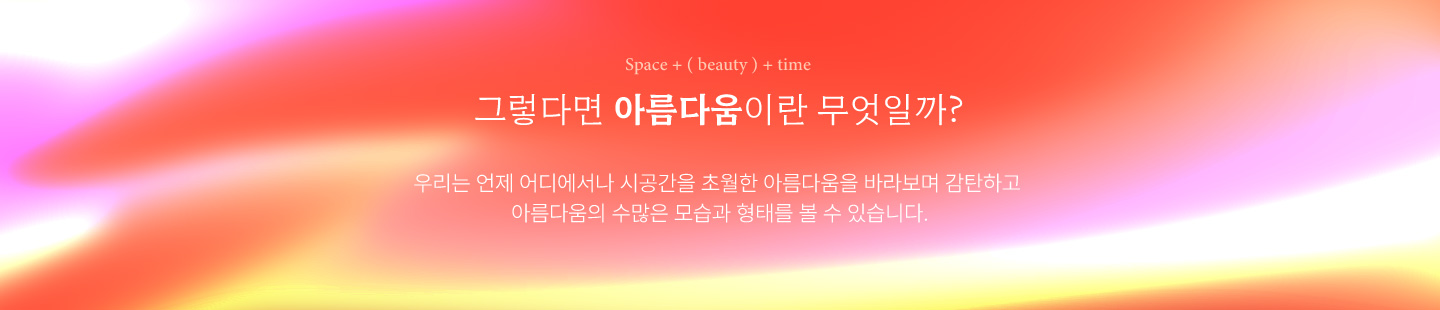 Space + ( beauty ) + time
그렇다면 아름다움이란 무엇일까?
우리는 언제 어디에서나 시공간을 초월한 아름다움을 바라보며 감탄하고
아름다움의 수많은 모습과 형태를 볼 수 있습니다.